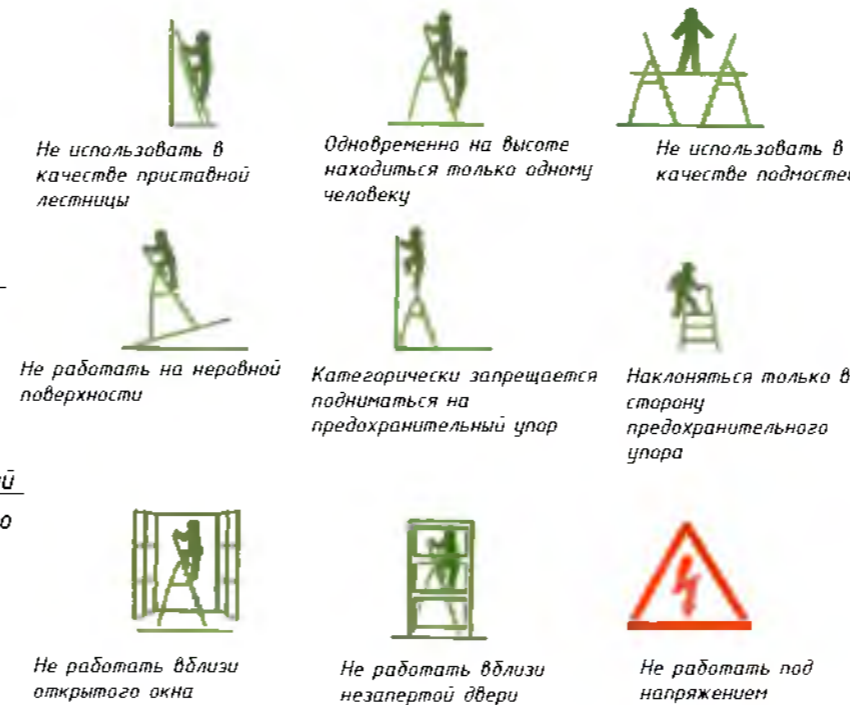 Не использовать в
качестве приставной
лестницы
Одновременно на высоте
находиться только одному
человеку
Не использовать в
качестве подмостей
Не работать на неровной
поверхности
Категорически запрещается
подниматься на
предохранительный упор
Наклоняться только в
сторону
предохранительного
упора
Не работать вблизи
открытого окна
Не работать вблизи
незапертой двери
Не работать под
напряжением